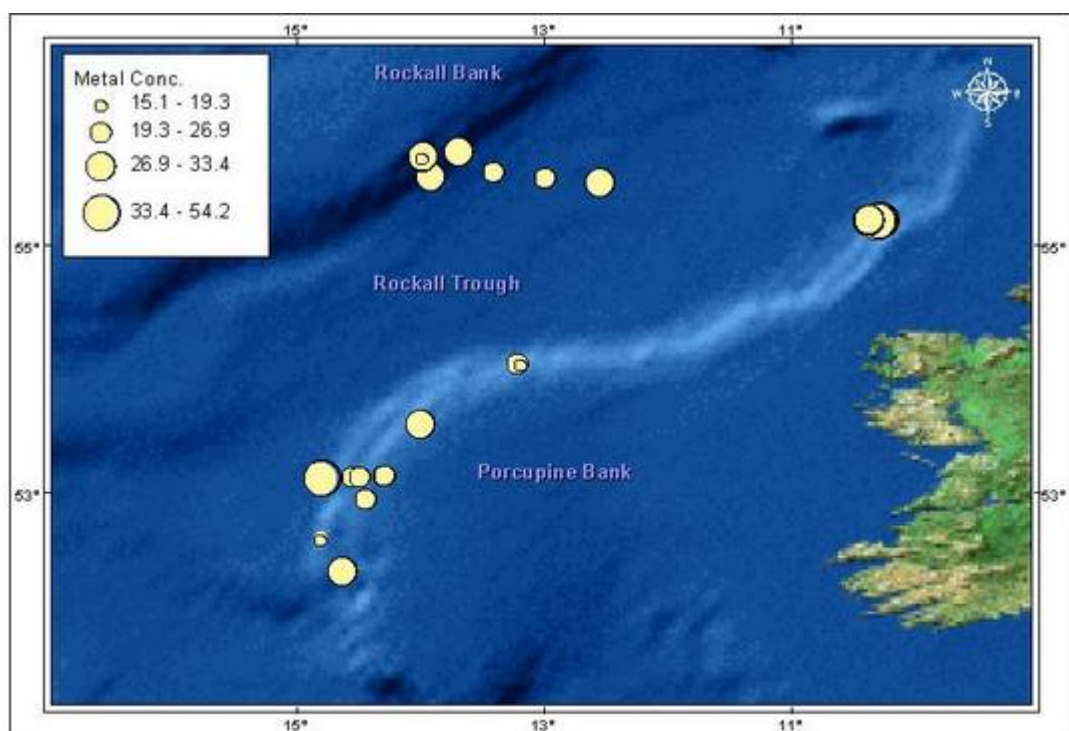 15° 13° 11°
Rockall Bank
Metal Conc.
15.1 - 19.3
19.3 - 26.9
26.9 - 33.4
33.4 - 54.2
N
W E
S
55° 55°
Rockall Trough
Porcupine Bank
53° 53°
15° 13° 11°